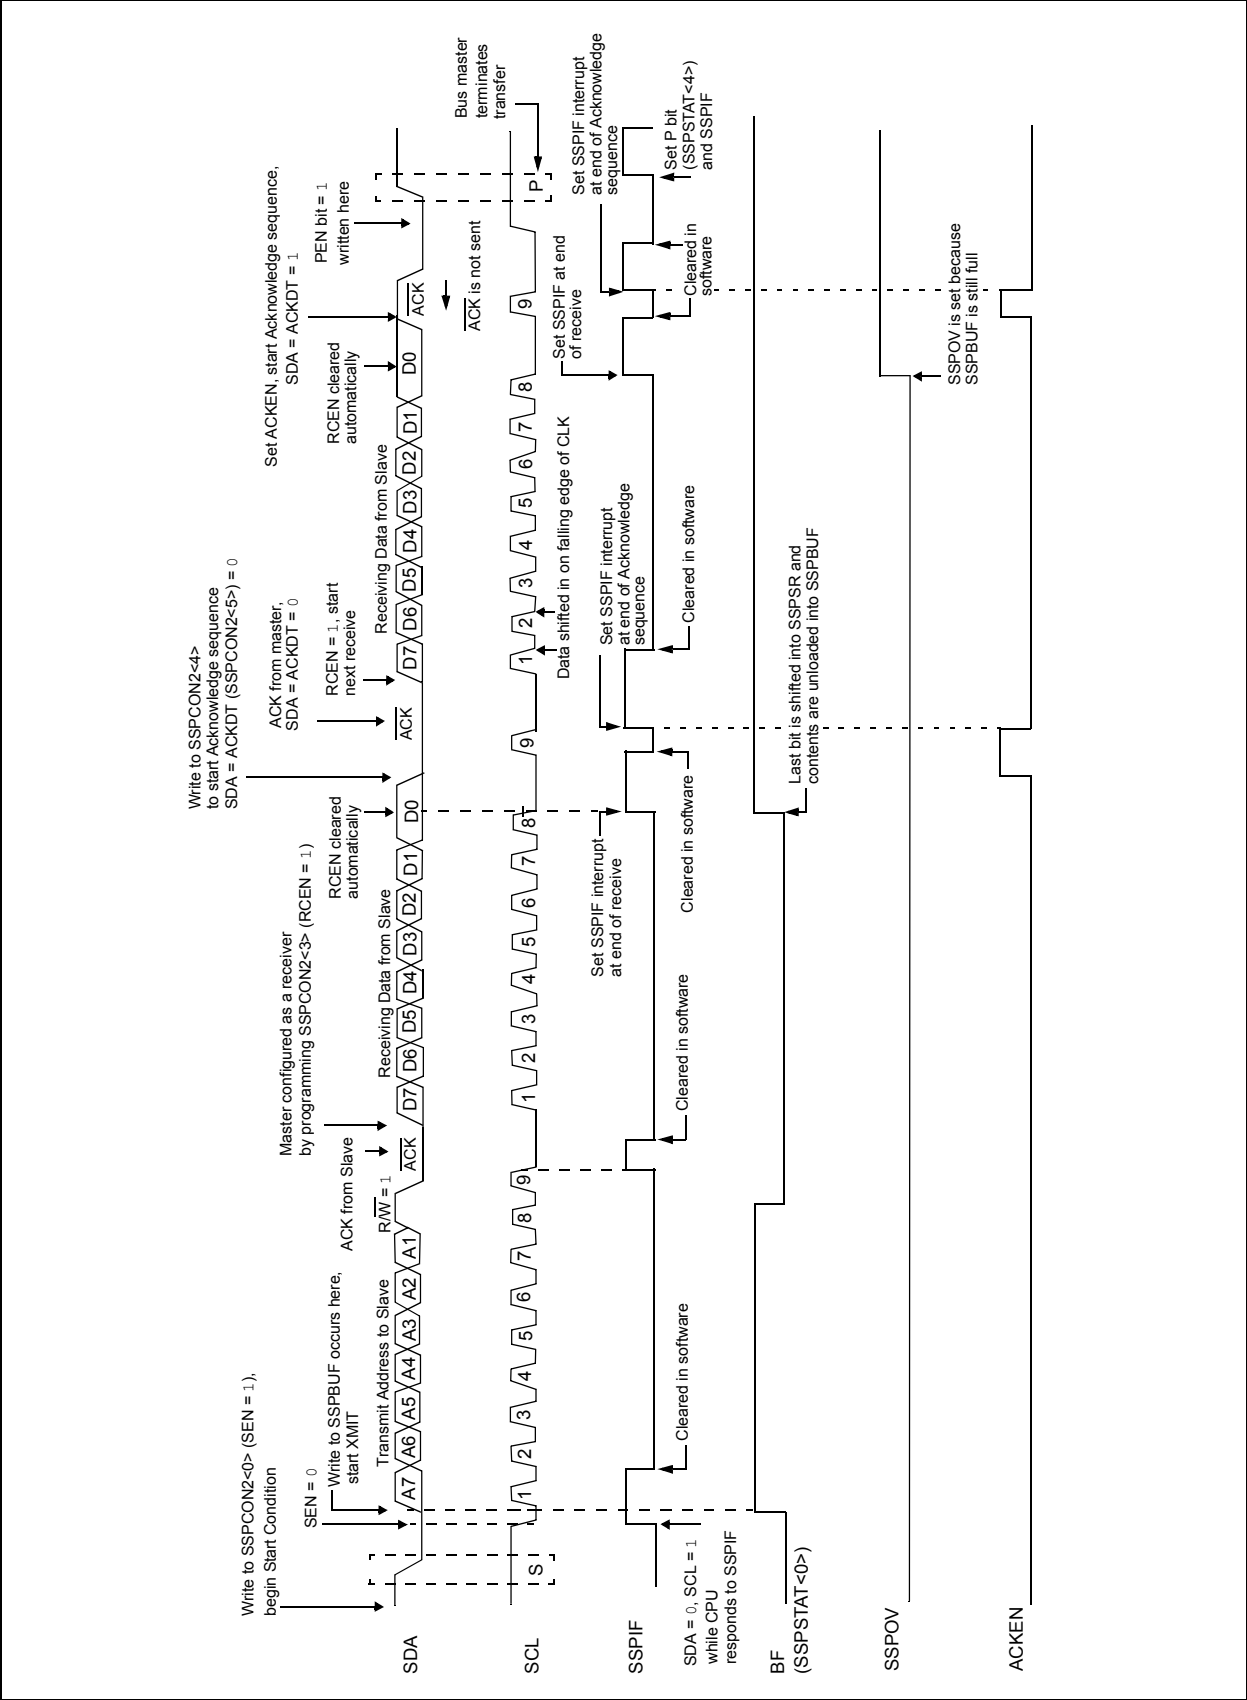 Write to SSPCON2<0> (SEN = 1),
begin Start Condition
SEN = 0
Write to SSPBUF occurs here,
start XMIT
Transmit Address to Slave
ACK from Slave
R/W = 1
Master configured as a receiver
by programming SSPCON2<3> (RCEN = 1)
Receiving Data from Slave
RCEN cleared
automatically
Write to SSPCON2<4>
to start Acknowledge sequence
SDA = ACKDT (SSPCON2<5>) = 0
ACK from master,
SDA = ACKDT = 0
RCEN = 1, start
next receive
Receiving Data from Slave
RCEN cleared
automatically
Set ACKEN, start Acknowledge sequence,
SDA = ACKDT = 1
PEN bit = 1
written here
SDA
A7 A6 A5 A4 A3 A2 A1 ACK D7 D6 D5 D4 D3 D2 D1 D0 ACK D7 D6 D5 D4 D3 D2 D1 D0 ACK
ACK is not sent
Bus master
terminates
transfer
SCL
S 1 2 3 4 5 6 7 8 9 1 2 3 4 5 6 7 8 9 1 2 3 4 5 6 7 8 9 P
Data shifted in on falling edge of CLK
Set SSPIF interrupt
at end of receive
Set SSPIF interrupt
at end of Acknowledge
sequence
Set SSPIF at end
of receive
Set SSPIF interrupt
at end of Acknowledge
sequence
SSPIF
SDA = 0, SCL = 1
while CPU
responds to SSPIF
Cleared in software
Cleared in software
Cleared in software
Cleared in software
Cleared in
software
Set P bit
(SSPSTAT<4>)
and SSPIF
BF
(SSPSTAT<0>)
Last bit is shifted into SSPSR and
contents are unloaded into SSPBUF
SSPOV
SSPOV is set because
SSPBUF is still full
ACKEN